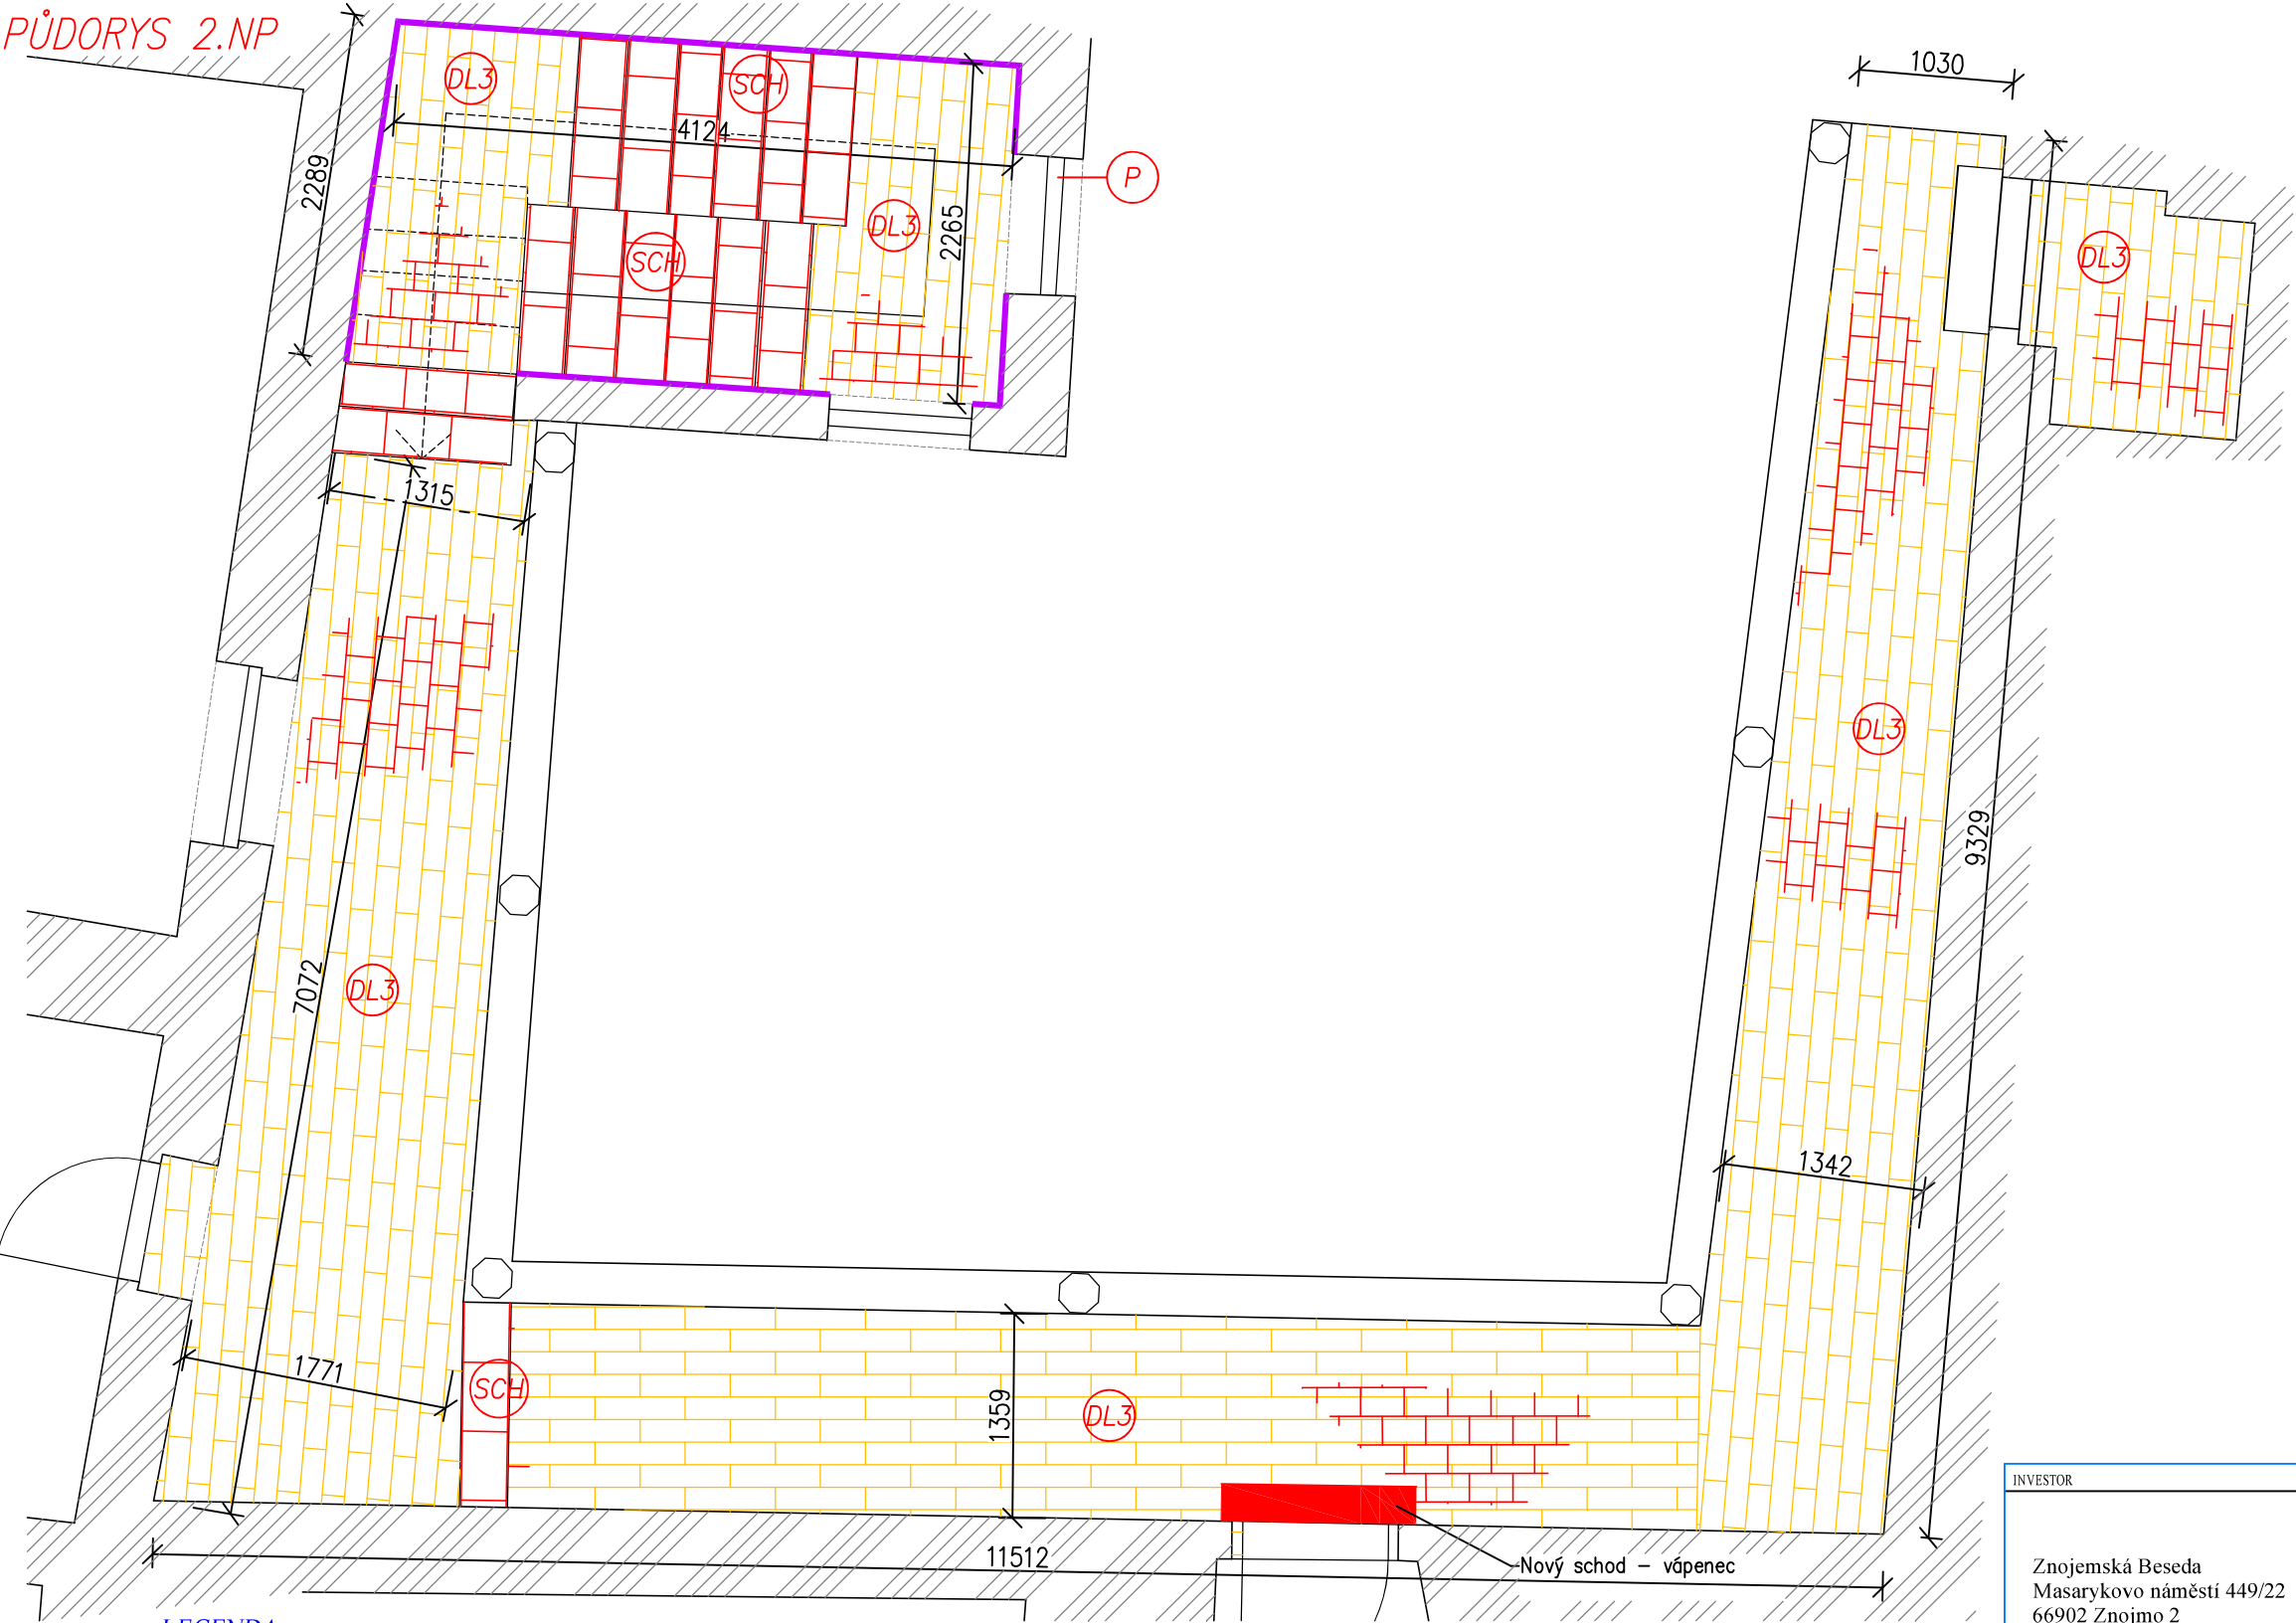 PŮDORYS 2.NP
1030
DL3
SCH
4124
2289
P
DL3
2265
DL3
SCH
1315
DL3
9329
7072
DL3
1342
1771
SCH
1359
DL3
INVESTOR
11512
Nový schod – vápenec
Znojemská Beseda
Masarykovo náměstí 449/22
66902 Znojmo 2
LEGENDA